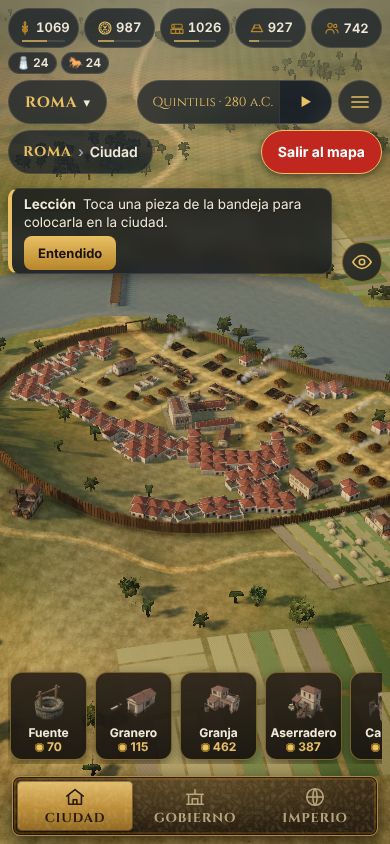 1069 987 1026 927 742
24 24
ROMA ▾ QUINTILIS · 280 A.C.
ROMA › Ciudad Salir al mapa
Lección Toca una pieza de la bandeja para
colocarla en la ciudad.
Entendido
Fuente Granero Granja Aserradero Ca
70 115 462 387
CIUDAD GOBIERNO IMPERIO